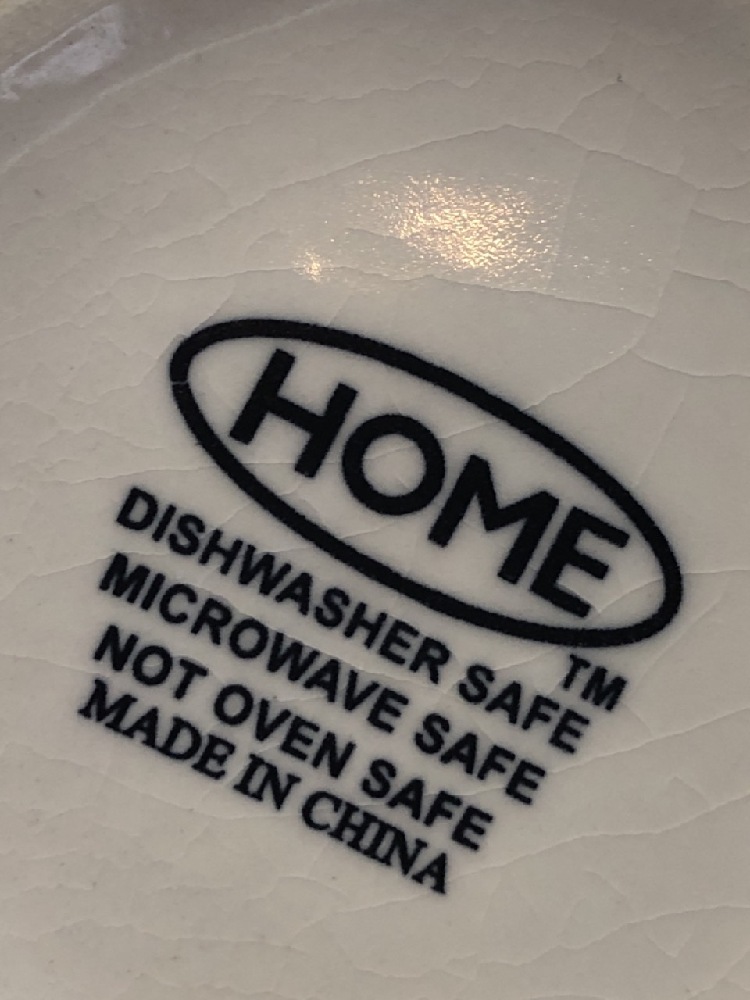 HOME
TM
DISHWASHER SAFE
MICROWAVE SAFE
NOT OVEN SAFE
MADE IN CHINA